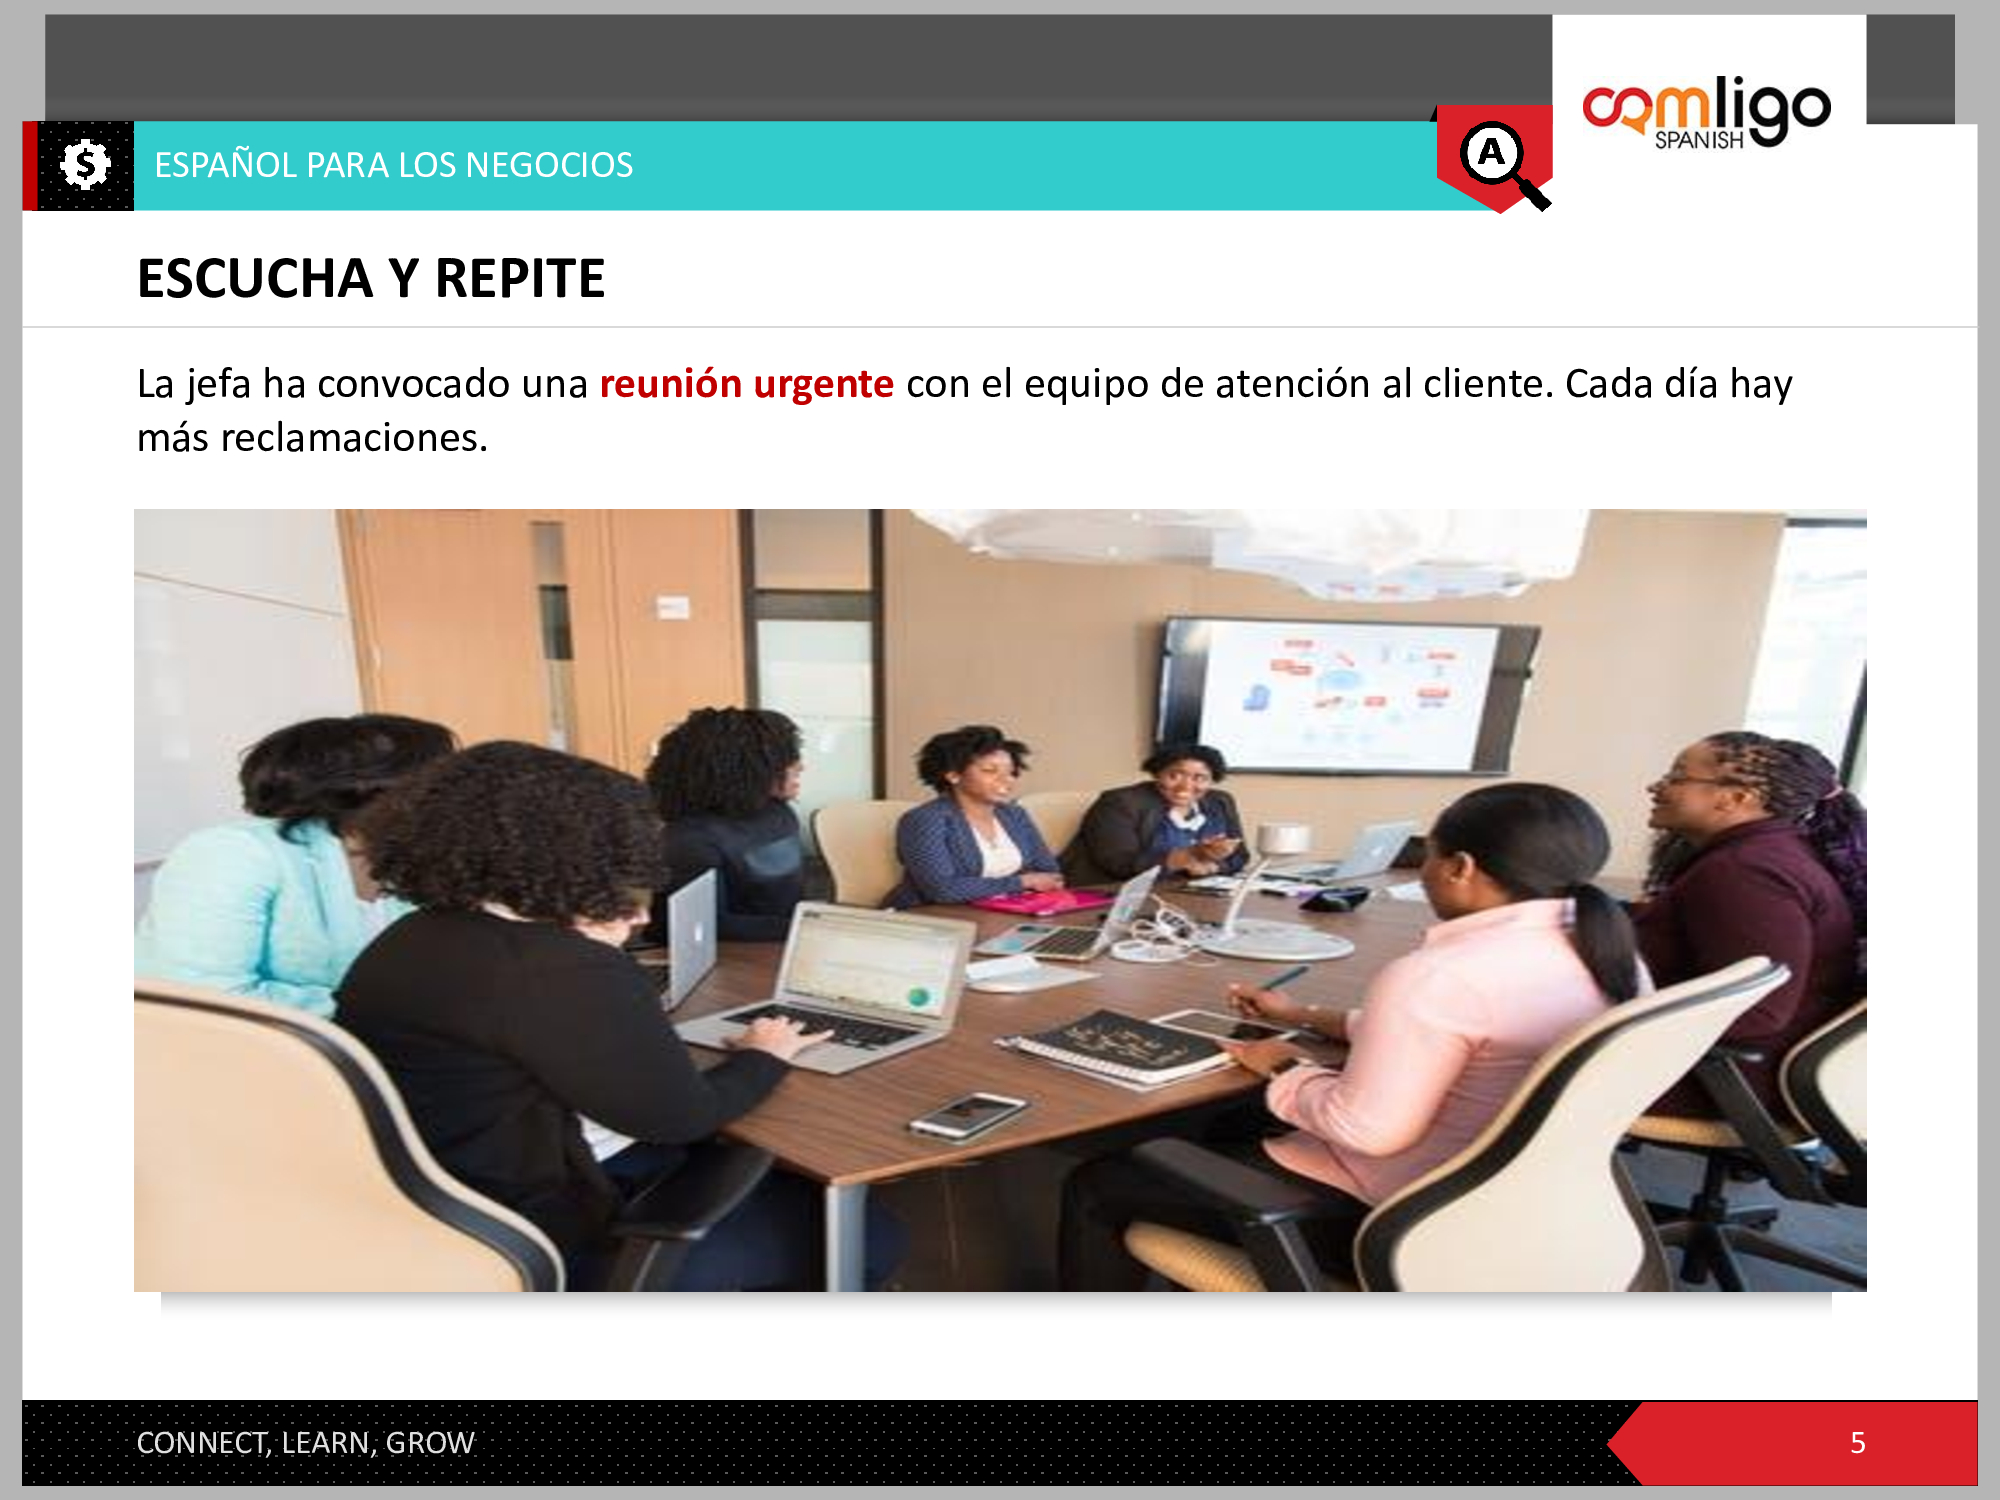 comligo
SPANISH
$
ESPAÑOL PARA LOS NEGOCIOS
A
ESCUCHA Y REPITE
La jefa ha convocado una reunión urgente con el equipo de atención al cliente. Cada día hay
más reclamaciones.
CONNECT, LEARN, GROW
5